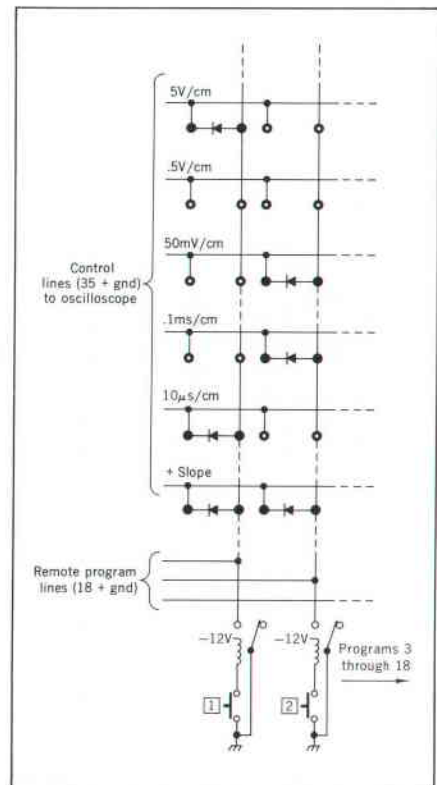 5V/cm
.5V/cm
50mV/cm
Control
lines (35 + gnd)
to oscilloscope
.1ms/cm
10μs/cm
+ Slope
Remote program
lines (18 + gnd)
−12V
−12V
Programs 3
through 18
1
2